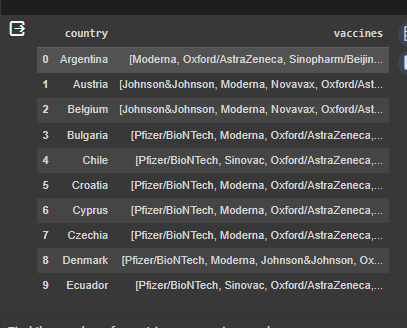 country vaccines
0 Argentina [Moderna, Oxford/AstraZeneca, Sinopharm/Beijin...
1 Austria [Johnson&Johnson, Moderna, Novavax, Oxford/Ast...
2 Belgium [Johnson&Johnson, Moderna, Novavax, Oxford/Ast...
3 Bulgaria [Pfizer/BioNTech, Moderna, Oxford/AstraZeneca,...
4 Chile [Pfizer/BioNTech, Sinovac, Oxford/AstraZeneca,...
5 Croatia [Pfizer/BioNTech, Moderna, Oxford/AstraZeneca,...
6 Cyprus [Pfizer/BioNTech, Moderna, Oxford/AstraZeneca,...
7 Czechia [Pfizer/BioNTech, Moderna, Oxford/AstraZeneca,...
8 Denmark [Pfizer/BioNTech, Moderna, Johnson&Johnson, Ox...
9 Ecuador [Pfizer/BioNTech, Sinovac, Oxford/AstraZeneca,...